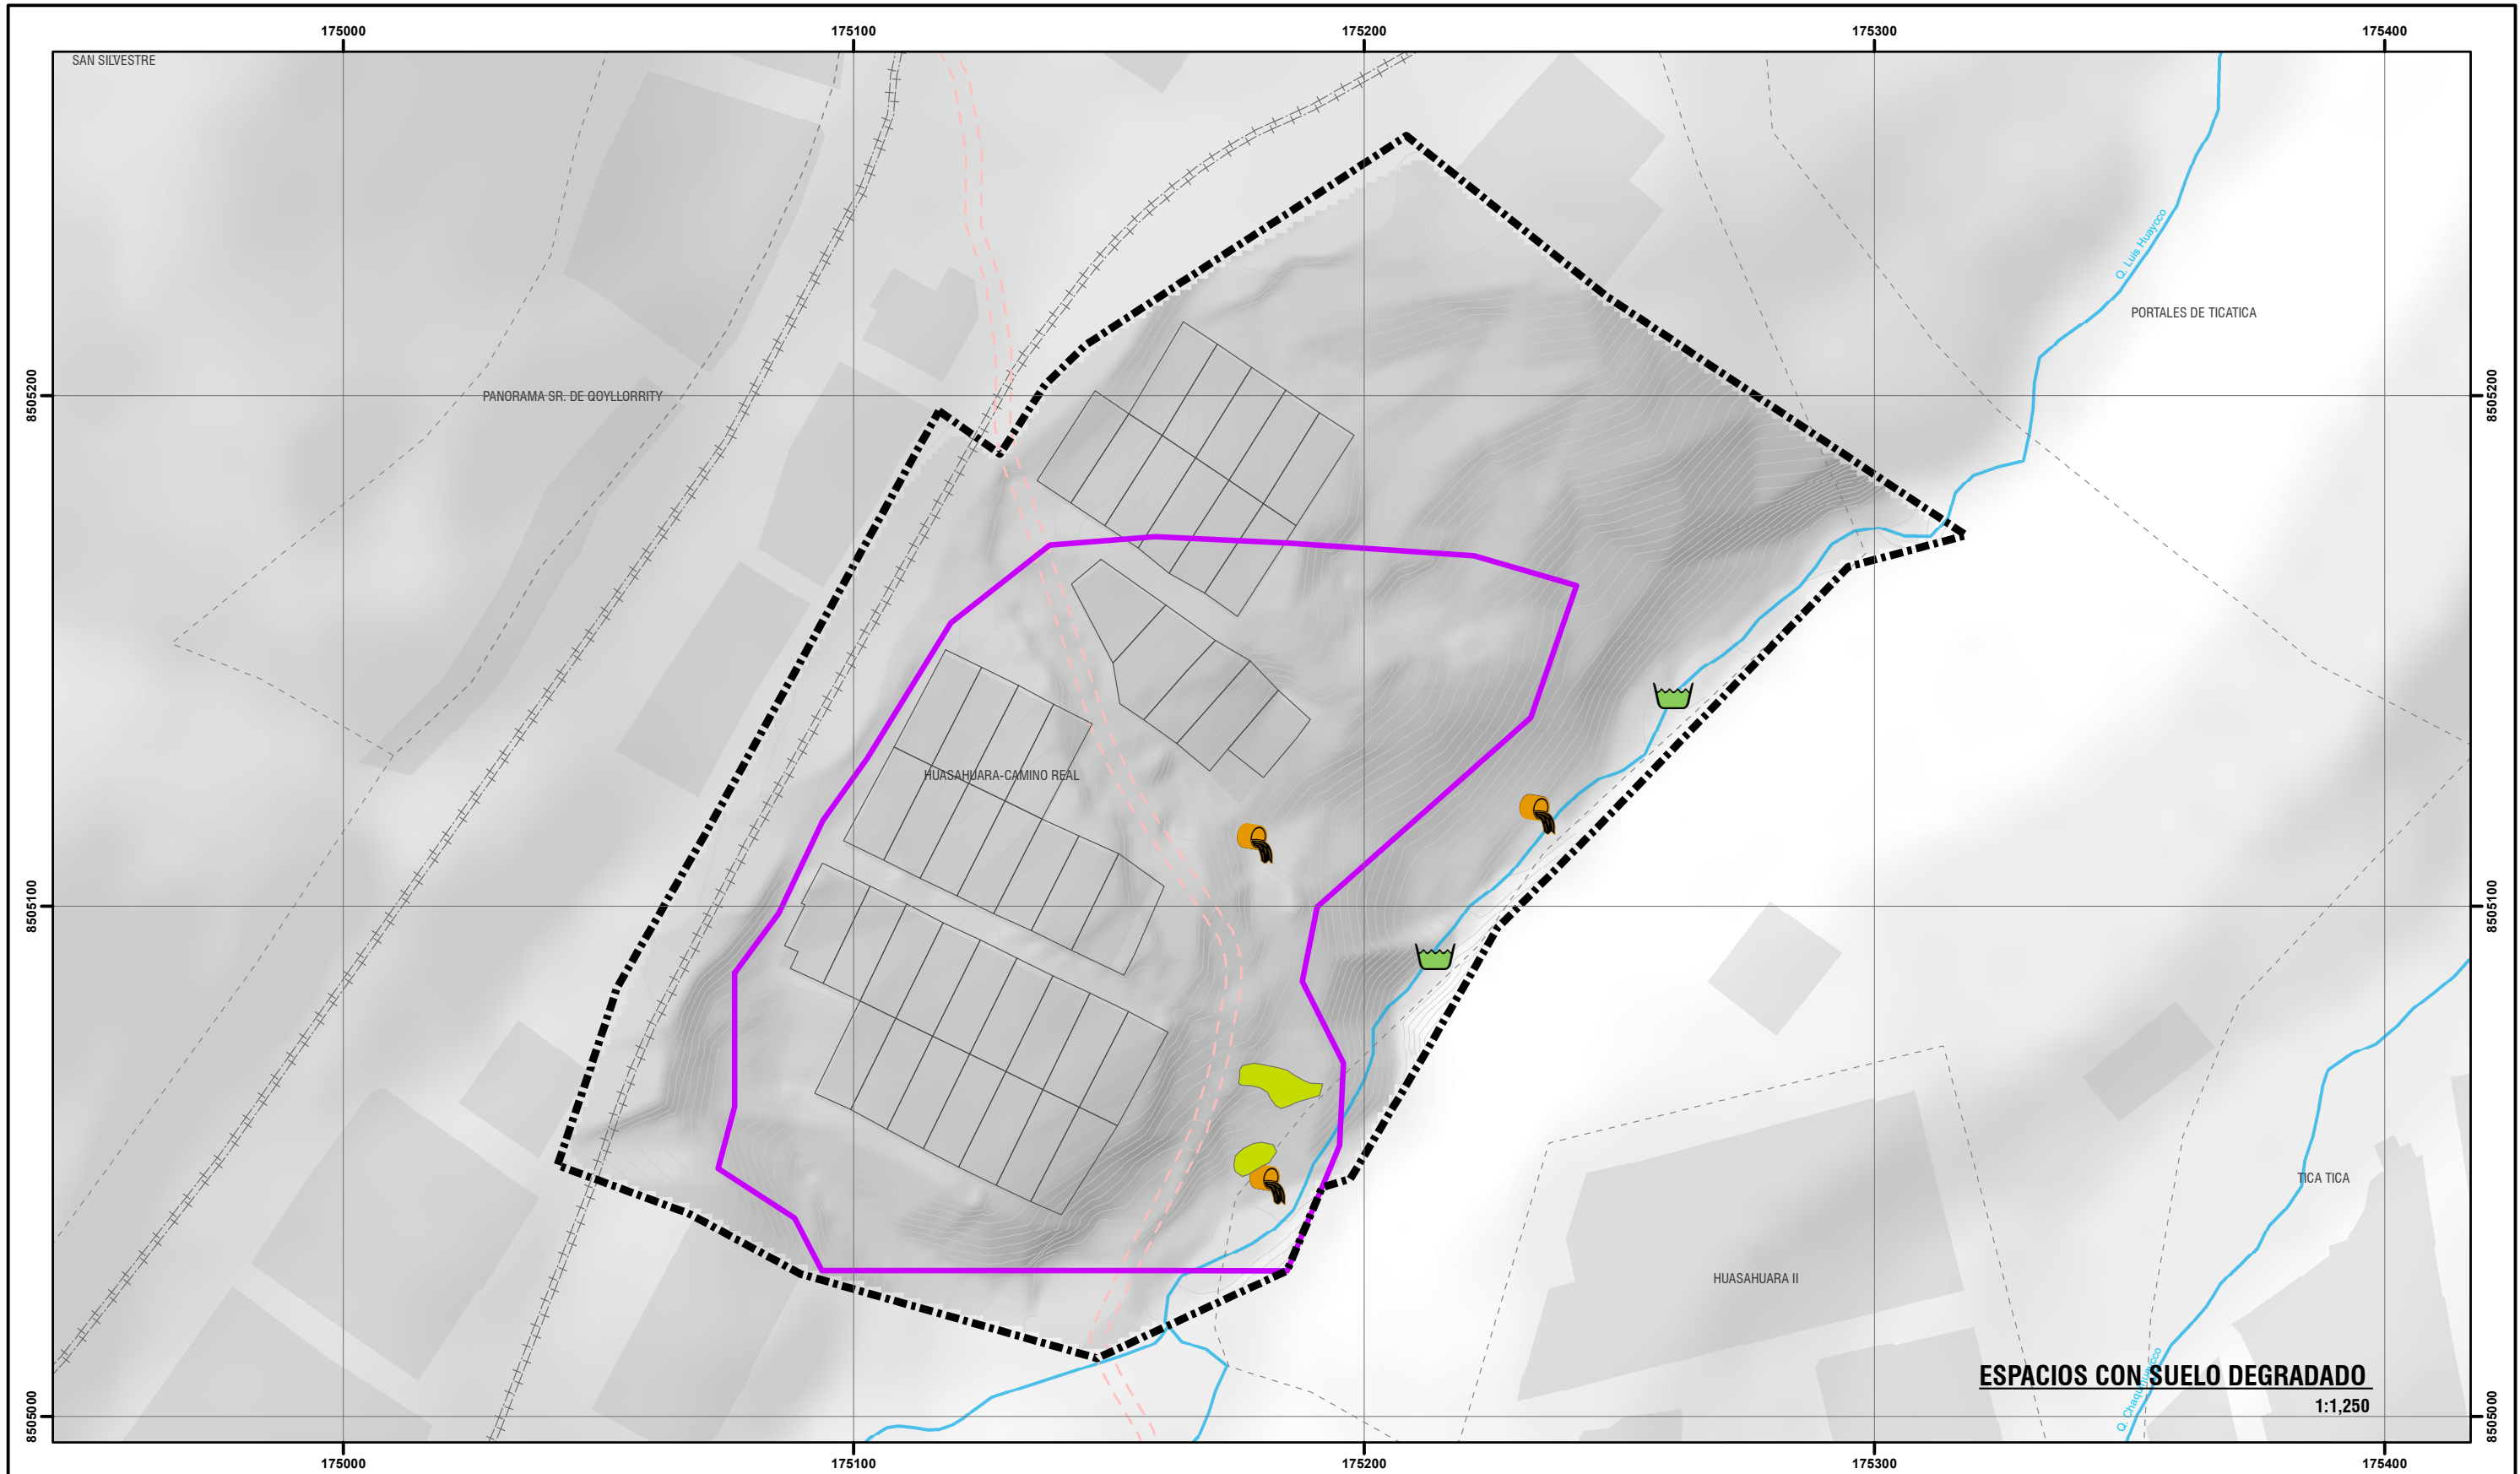 175000
175100
175200
175300
175400
SAN SILVESTRE
Q. Luis Huaycco
PORTALES DE TICATICA
8505200
PANORAMA SR. DE QOYLLORRITY
8505200
HUASAHUARA-CAMINO REAL
8505100
8505100
TICA TICA
HUASAHUARA II
ESPACIOS CON SUELO DEGRADADO
1:1,250
8505000
8505000
175000
175100
175200
175300
175400